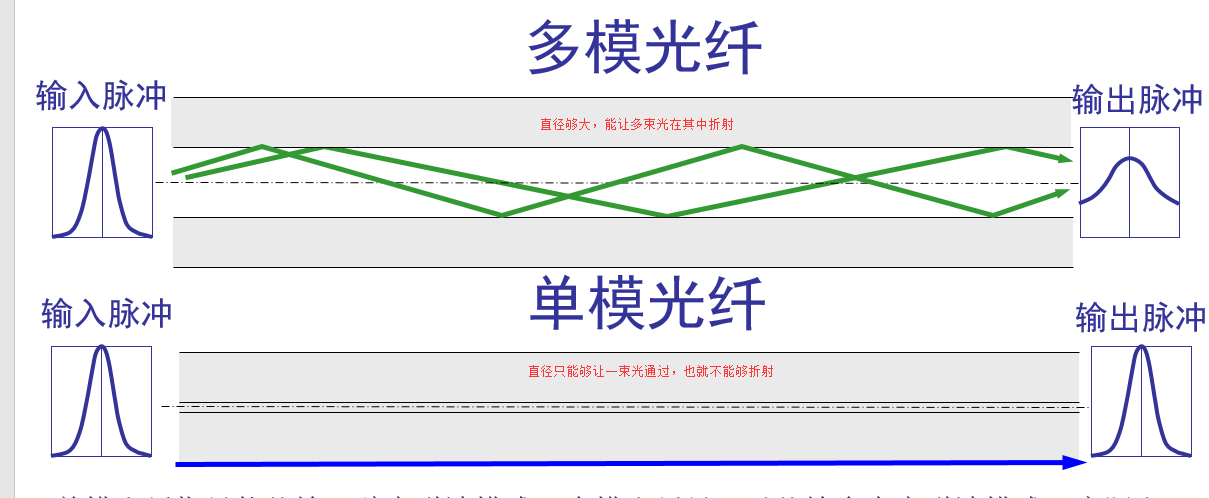 多模光纤
输入脉冲
输出脉冲
直径够大，能让多束光在其中折射
单模光纤
输入脉冲
输出脉冲
直径只能够让一束光通过，也就不能够折射